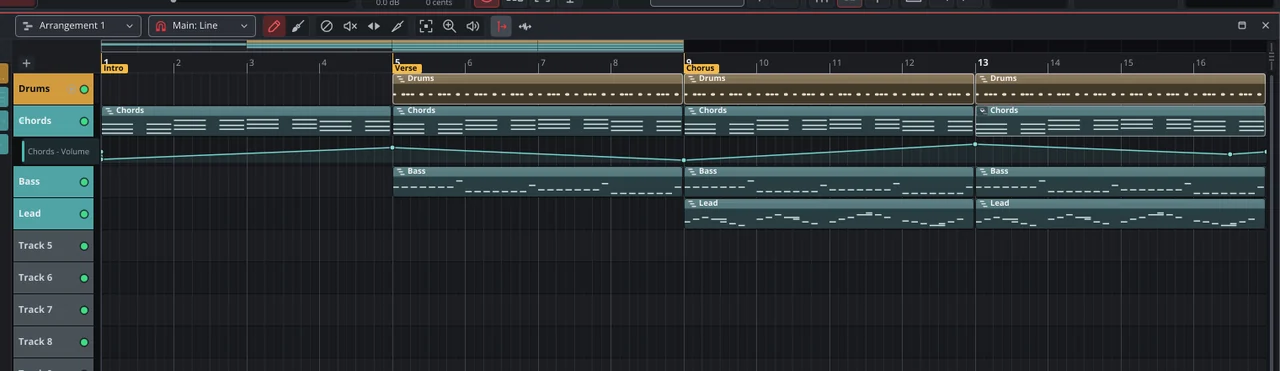 0.0 dB 0 cents
Arrangement 1 Main: Line
1 2 3 4 5 6 7 8 9 10 11 12 13 14 15 16
Intro Verse Chorus
Drums Drums Drums Drums
Chords Chords Chords Chords Chords
Chords - Volume
Bass Bass Bass Bass
Lead Lead Lead
Track 5
Track 6
Track 7
Track 8